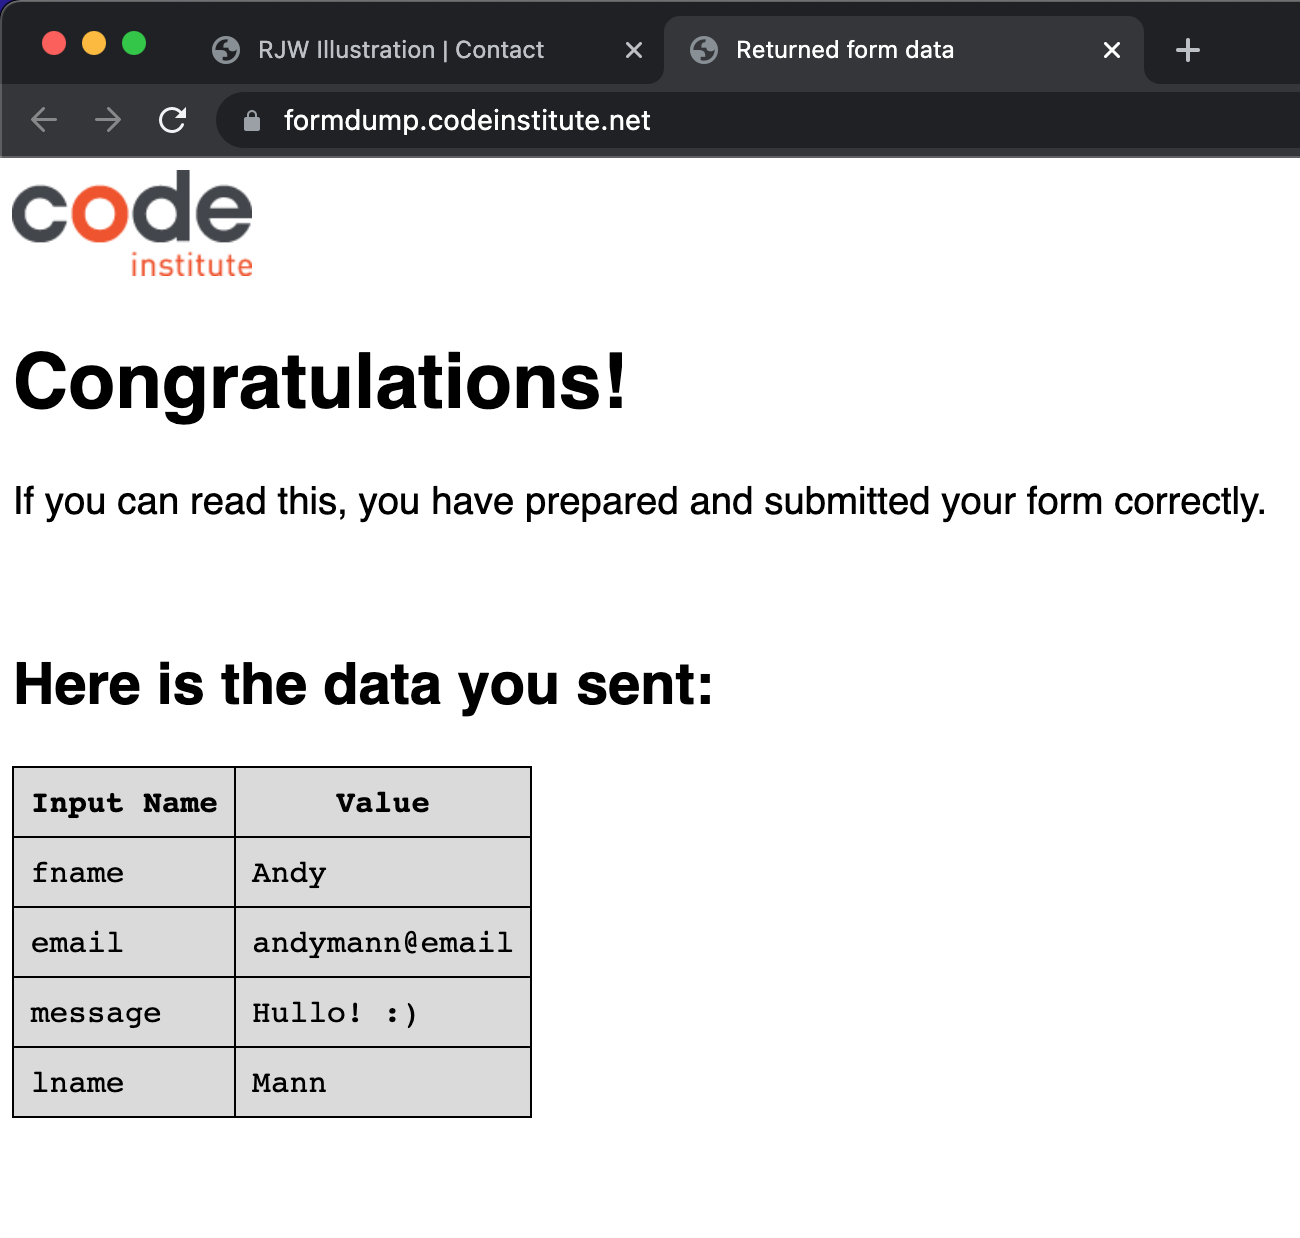 RJW Illustration | Contact
Returned form data
formdump.codeinstitute.net
code
institute
Congratulations!
If you can read this, you have prepared and submitted your form correctly.
Here is the data you sent:
Input Name Value
fname Andy
email andymann@email
message Hullo! :)
lname Mann